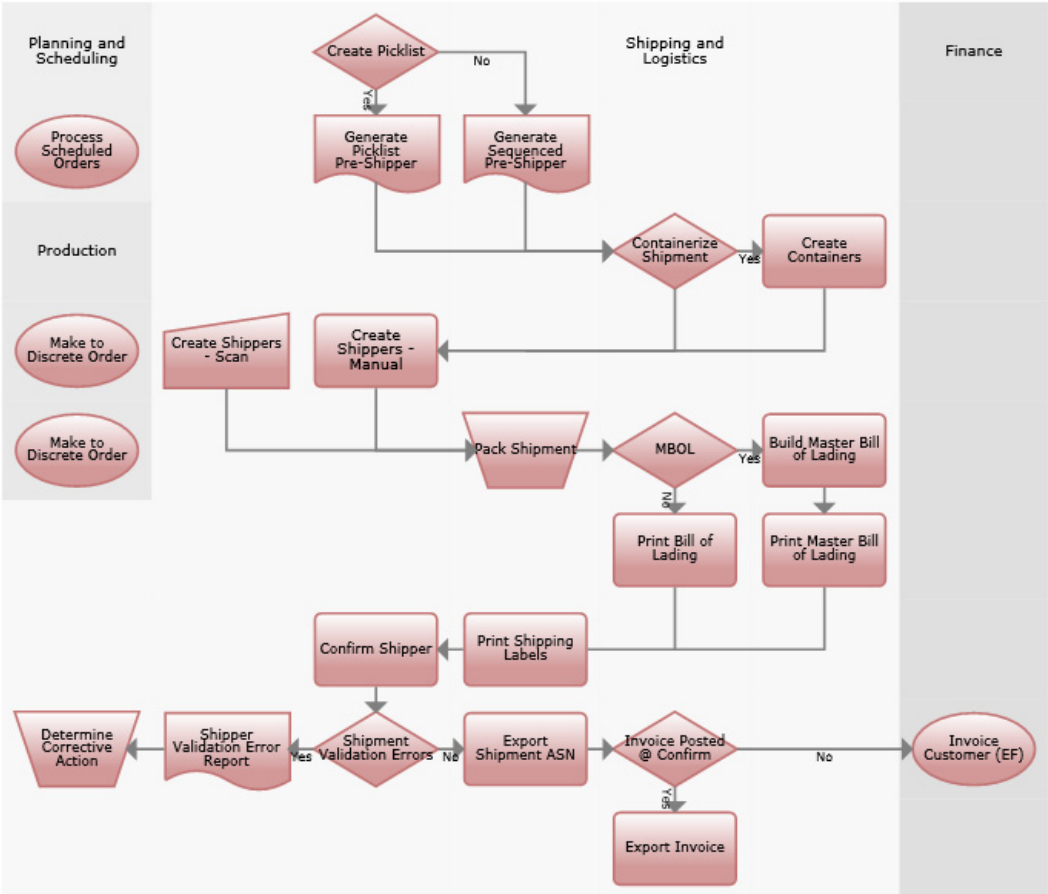 Planning and
Scheduling
Create Picklist
No
Shipping and
Logistics
Finance
Yes
Process
Scheduled
Orders
Generate
Picklist
Pre-Shipper
Generate
Sequenced
Pre-Shipper
Production
Containerize
Shipment
Yes
Create
Containers
Make to
Discrete Order
Create Shippers
- Scan
Create
Shippers -
Manual
Make to
Discrete Order
Pack Shipment
MBOL
Yes
Build Master Bill
of Lading
No
Print Bill of
Lading
Print Master Bill
of Lading
Confirm Shipper
Print Shipping
Labels
Determine
Corrective
Action
Shipper
Validation Error
Report
Yes
Shipment
Validation Errors
No
Export
Shipment ASN
Invoice Posted
@ Confirm
No
Invoice
Customer (EF)
Yes
Export Invoice